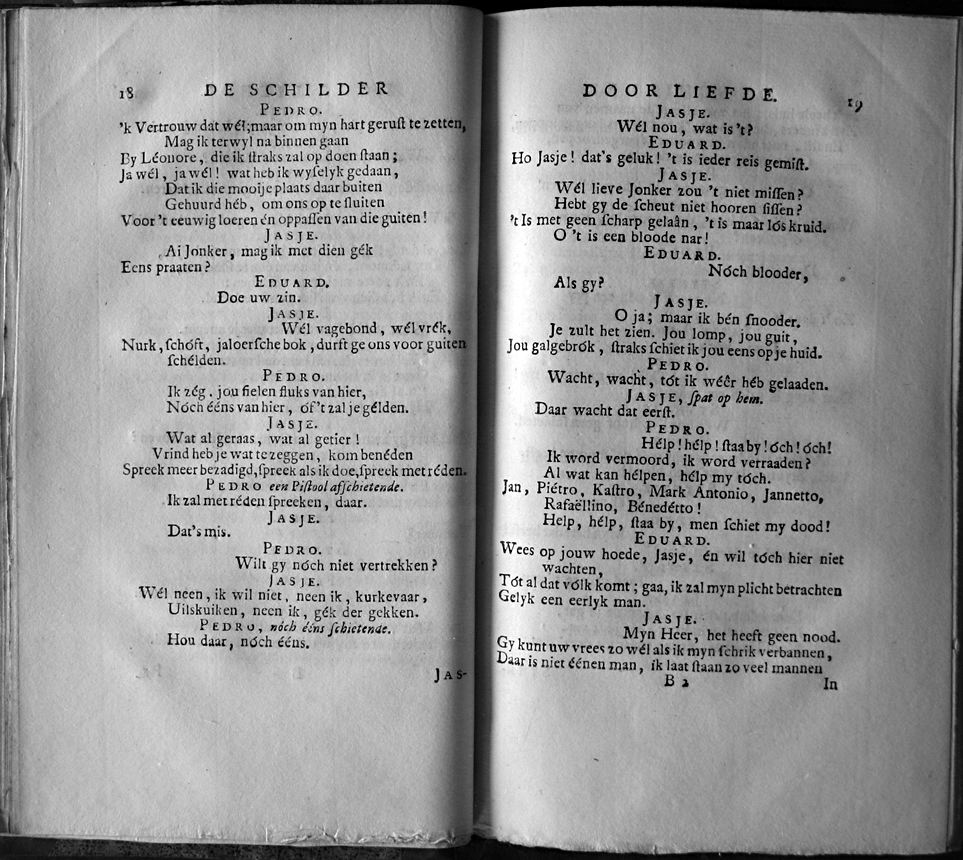 18 DE SCHILDER
PEDRO.
'k Vertrouw dat wél; maar om myn hart geruſt te zetten,
Mag ik terwyl na binnen gaan
By Léonore, die ik ſtraks zal op doen ſtaan;
Ja wél, ja wél! wat heb ik wyſelyk gedaan,
Dat ik die mooije plaats daar buiten
Gehuurd héb, om ons op te ſluiten
Voor 't eeuwig loeren én oppaſſen van die guiten!
JASJE.
Ai Jonker, mag ik met dien gék
Eens praaten?
EDUARD.
Doe uw zin.
JASJE.
Wél vagebond, wél vrék,
Nurk, ſchóft, jaloerſche bok, durft ge ons voor guiten
ſchélden.
PEDRO.
Ik zég, jou fielen fluks van hier,
Nóch ééns van hier, óf 't zal je gélden.
JASJE.
Wat al geraas, wat al getier!
Vrind heb je wat te zeggen, kom benéden
Spreek meer bezadigd, ſpreek als ik doe, ſpreek met réden.
PEDRO een Piſtool afſchietende.
Ik zal met réden ſpreeken, daar.
JASJE.
Dat's mis.
PEDRO.
Wilt gy nóch niet vertrekken?
JASJE.
Wél neen, ik wil niet, neen ik, kurkevaar,
Uilskuiken, neen ik, gék der gekken.
PEDRO, nóch ééns ſchietende.
Hou daar, nóch ééns.
JAS-
DOOR LIEFDE. 19
JASJE.
Wél nou, wat is 't?
EDUARD.
Ho Jasje! dat's geluk! 't is ieder reis gemiſt.
JASJE.
Wél lieve Jonker zou 't niet miſſen?
Hebt gy de ſcheut niet hooren ſiſſen?
't Is met geen ſcharp gelaân, 't is maar lós kruid.
O 't is een bloode nar!
EDUARD.
Nóch blooder,
Als gy?
JASJE.
O ja; maar ik bén ſnooder.
Je zult het zien. Jou lomp, jou guit,
Jou galgebrók, ſtraks ſchiet ik jou eens op je huid.
PEDRO.
Wacht, wacht, tót ik wéêr héb gelaaden.
JASJE, ſpat op hem.
Daar wacht dat eerſt.
PEDRO.
Hélp! hélp! ſtaa by! óch! óch!
Ik word vermoord, ik word verraaden?
Al wat kan hélpen, hélp my tóch.
Jan, Piétro, Kaſtro, Mark Antonio, Jannetto,
Rafaëllino, Bénedétto!
Help, hélp, ſtaa by, men ſchiet my dood!
EDUARD.
Wees op jouw hoede, Jasje, én wil tóch hier niet
wachten,
Tót al dat vólk komt; gaa, ik zal myn plicht betrachten
Gelyk een eerlyk man.
JASJE.
Myn Heer, het heeft geen nood.
Gy kunt uw vrees zo wél als ik myn ſchrik verbannen,
Daar is niet éénen man, ik laat ſtaan zo veel mannen
B 2 In